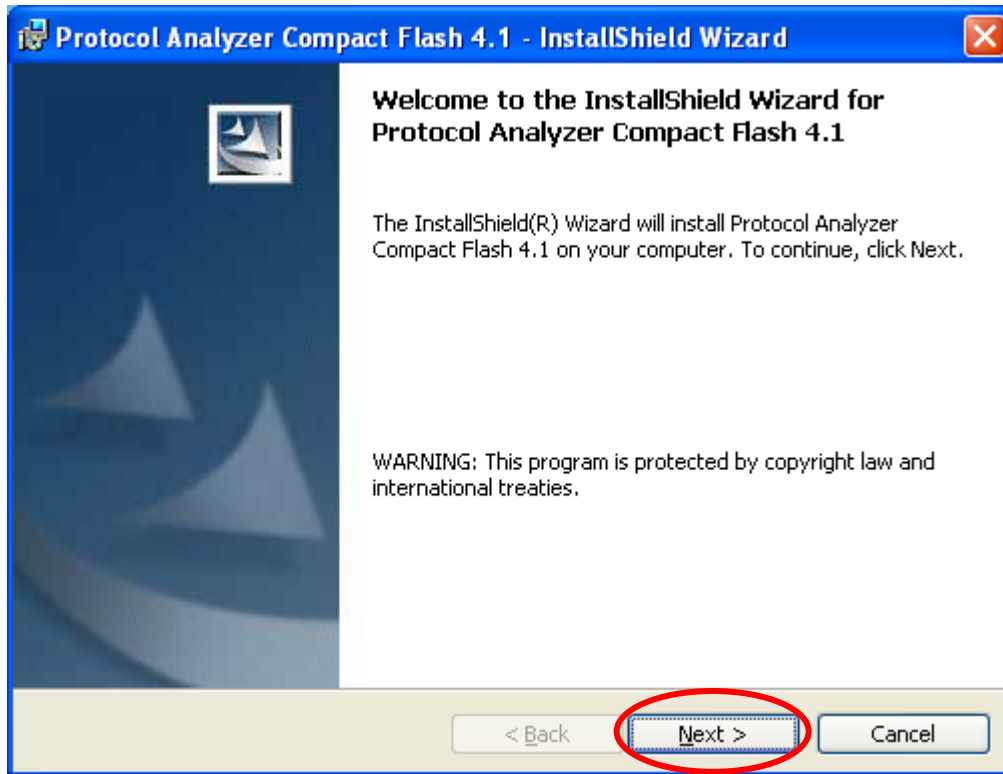 Protocol Analyzer Compact Flash 4.1 - InstallShield Wizard
Welcome to the InstallShield Wizard for
Protocol Analyzer Compact Flash 4.1
The InstallShield(R) Wizard will install Protocol Analyzer
Compact Flash 4.1 on your computer. To continue, click Next.
WARNING: This program is protected by copyright law and
international treaties.
< Back Next > Cancel